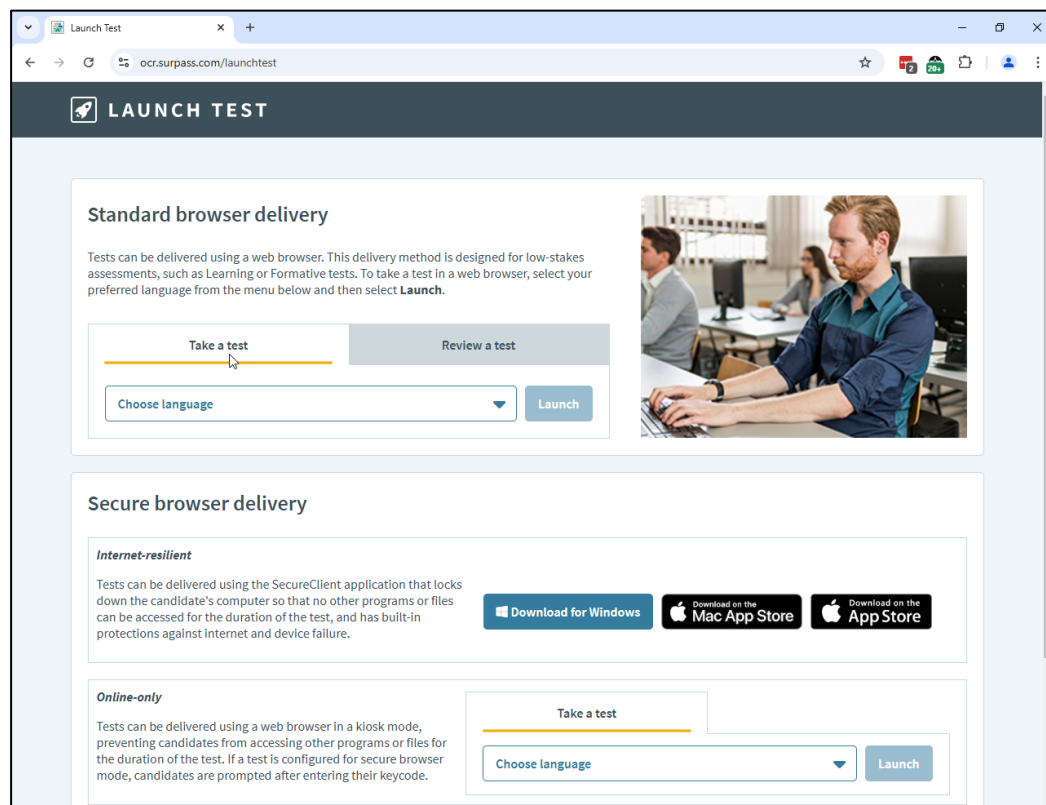 Launch Test
ocr.surpass.com/launchtest
2
20+
LAUNCH TEST
Standard browser delivery
Tests can be delivered using a web browser. This delivery method is designed for low-stakes
assessments, such as Learning or Formative tests. To take a test in a web browser, select your
preferred language from the menu below and then select Launch.
Take a test
Review a test
Choose language
Launch
Secure browser delivery
Internet-resilient
Tests can be delivered using the SecureClient application that locks
down the candidate's computer so that no other programs or files
can be accessed for the duration of the test, and has built-in
protections against internet and device failure.
Download for Windows
Download on the
Mac App Store
Download on the
App Store
Online-only
Tests can be delivered using a web browser in a kiosk mode,
preventing candidates from accessing other programs or files for
the duration of the test. If a test is configured for secure browser
mode, candidates are prompted after entering their keycode.
Take a test
Choose language
Launch